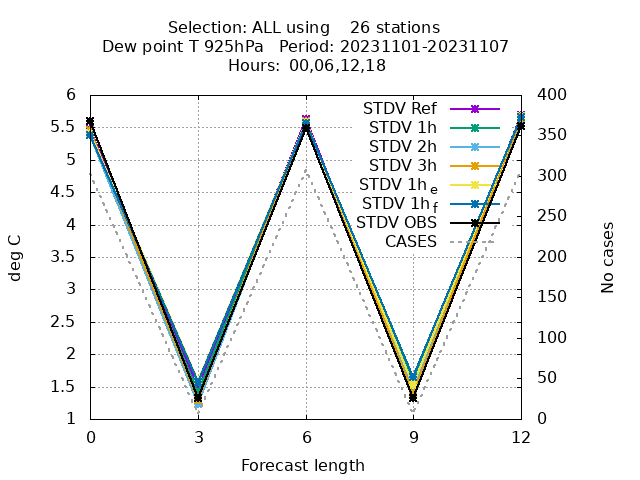 Selection: ALL using    26 stations
Dew point T 925hPa   Period: 20231101-20231107
Hours: 00,06,12,18
6
5.5
5
4.5
4
3.5
3
2.5
2
1.5
1
deg C
STDV Ref
STDV 1h
STDV 2h
STDV 3h
STDV 1h e
STDV 1h f
STDV OBS
CASES
400
350
300
250
200
150
100
50
0
No cases
0 3 6 9 12
Forecast length